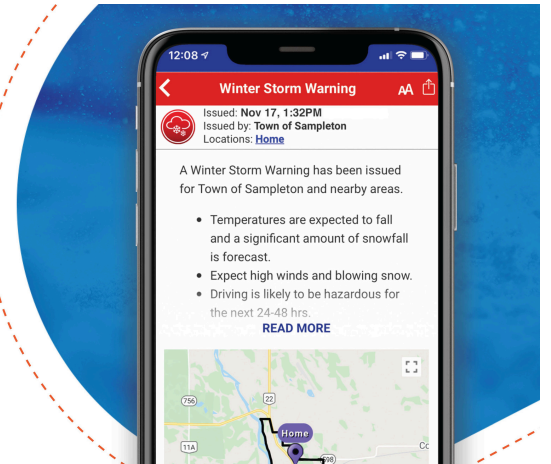 12:08
Winter Storm Warning
AA
Issued: Nov 17, 1:32PM
Issued by: Town of Sampleton
Locations: Home
A Winter Storm Warning has been issued
for Town of Sampleton and nearby areas.
• Temperatures are expected to fall
and a significant amount of snowfall
is forecast.
• Expect high winds and blowing snow.
• Driving is likely to be hazardous for
the next 24-48 hrs.
READ MORE
756
22
Home
11A
598
Co